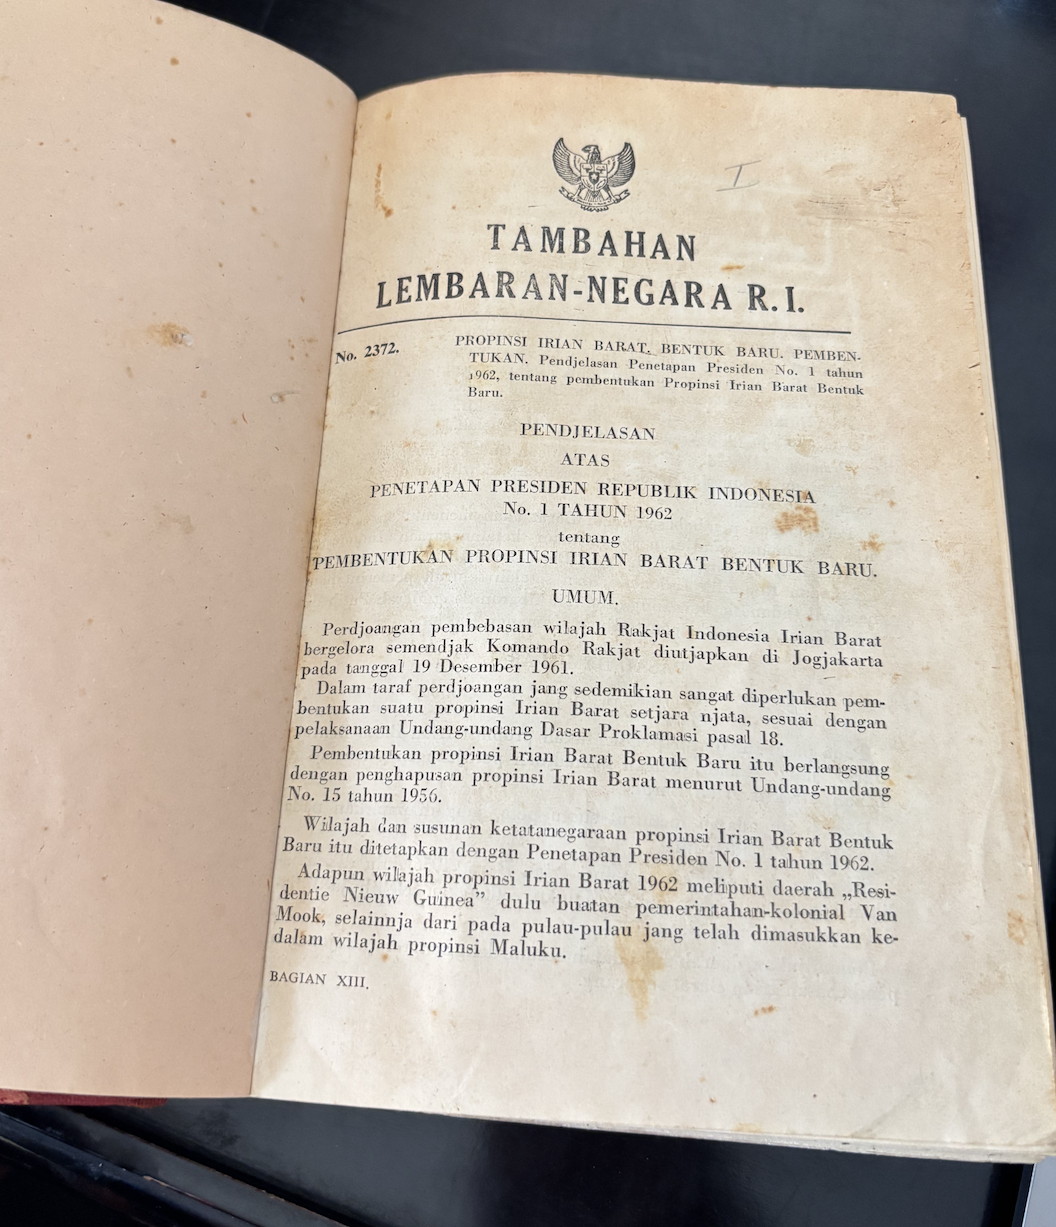 I
TAMBAHAN
LEMBARAN-NEGARA R.I.
No. 2372.
PROPINSI IRIAN BARAT. BENTUK BARU. PEMBEN-
TUKAN. Pendjelasan Penetapan Presiden No. 1 tahun
1962, tentang pembentukan Propinsi Irian Barat Bentuk
Baru.
PENDJELASAN
ATAS
PENETAPAN PRESIDEN REPUBLIK INDONESIA
No. 1 TAHUN 1962
tentang
PEMBENTUKAN PROPINSI IRIAN BARAT BENTUK BARU.
UMUM.
Perdjoangan pembebasan wilajah Rakjat Indonesia Irian Barat
bergelora semendjak Komando Rakjat diutjapkan di Jogjakarta
pada tanggal 19 Desember 1961.
Dalam taraf perdjoangan jang sedemikian sangat diperlukan pem-
bentukan suatu propinsi Irian Barat setjara njata, sesuai dengan
pelaksanaan Undang-undang Dasar Proklamasi pasal 18.
Pembentukan propinsi Irian Barat Bentuk Baru itu berlangsung
dengan penghapusan propinsi Irian Barat menurut Undang-undang
No. 15 tahun 1956.
Wilajah dan susunan ketatanegaraan propinsi Irian Barat Bentuk
Baru itu ditetapkan dengan Penetapan Presiden No. 1 tahun 1962.
Adapun wilajah propinsi Irian Barat 1962 meliputi daerah „Resi-
dentie Nieuw Guinea” dulu buatan pemerintahan-kolonial Van
Mook, selainnja dari pada pulau-pulau jang telah dimasukkan ke-
dalam wilajah propinsi Maluku.
BAGIAN XIII.